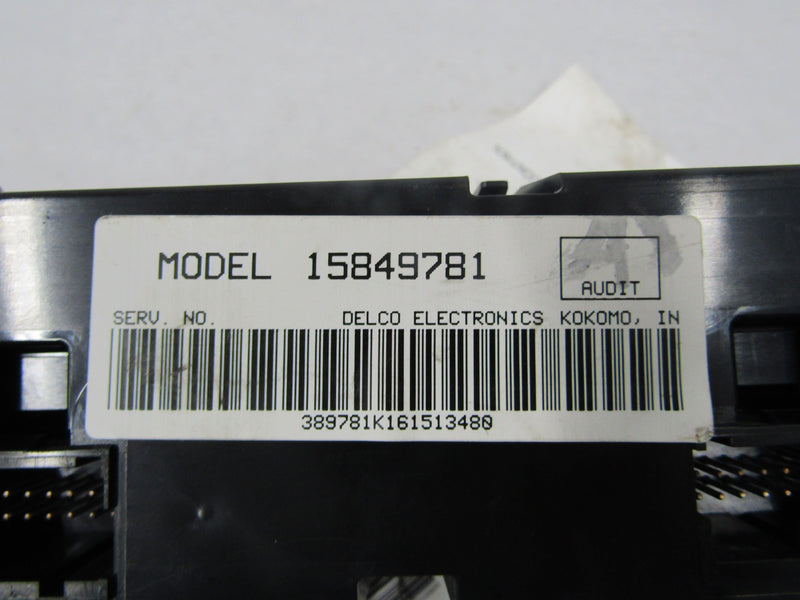 MODEL 15849781
AUDIT
SERV. NO. DELCO ELECTRONICS KOKOMO, IN
389781K161513480